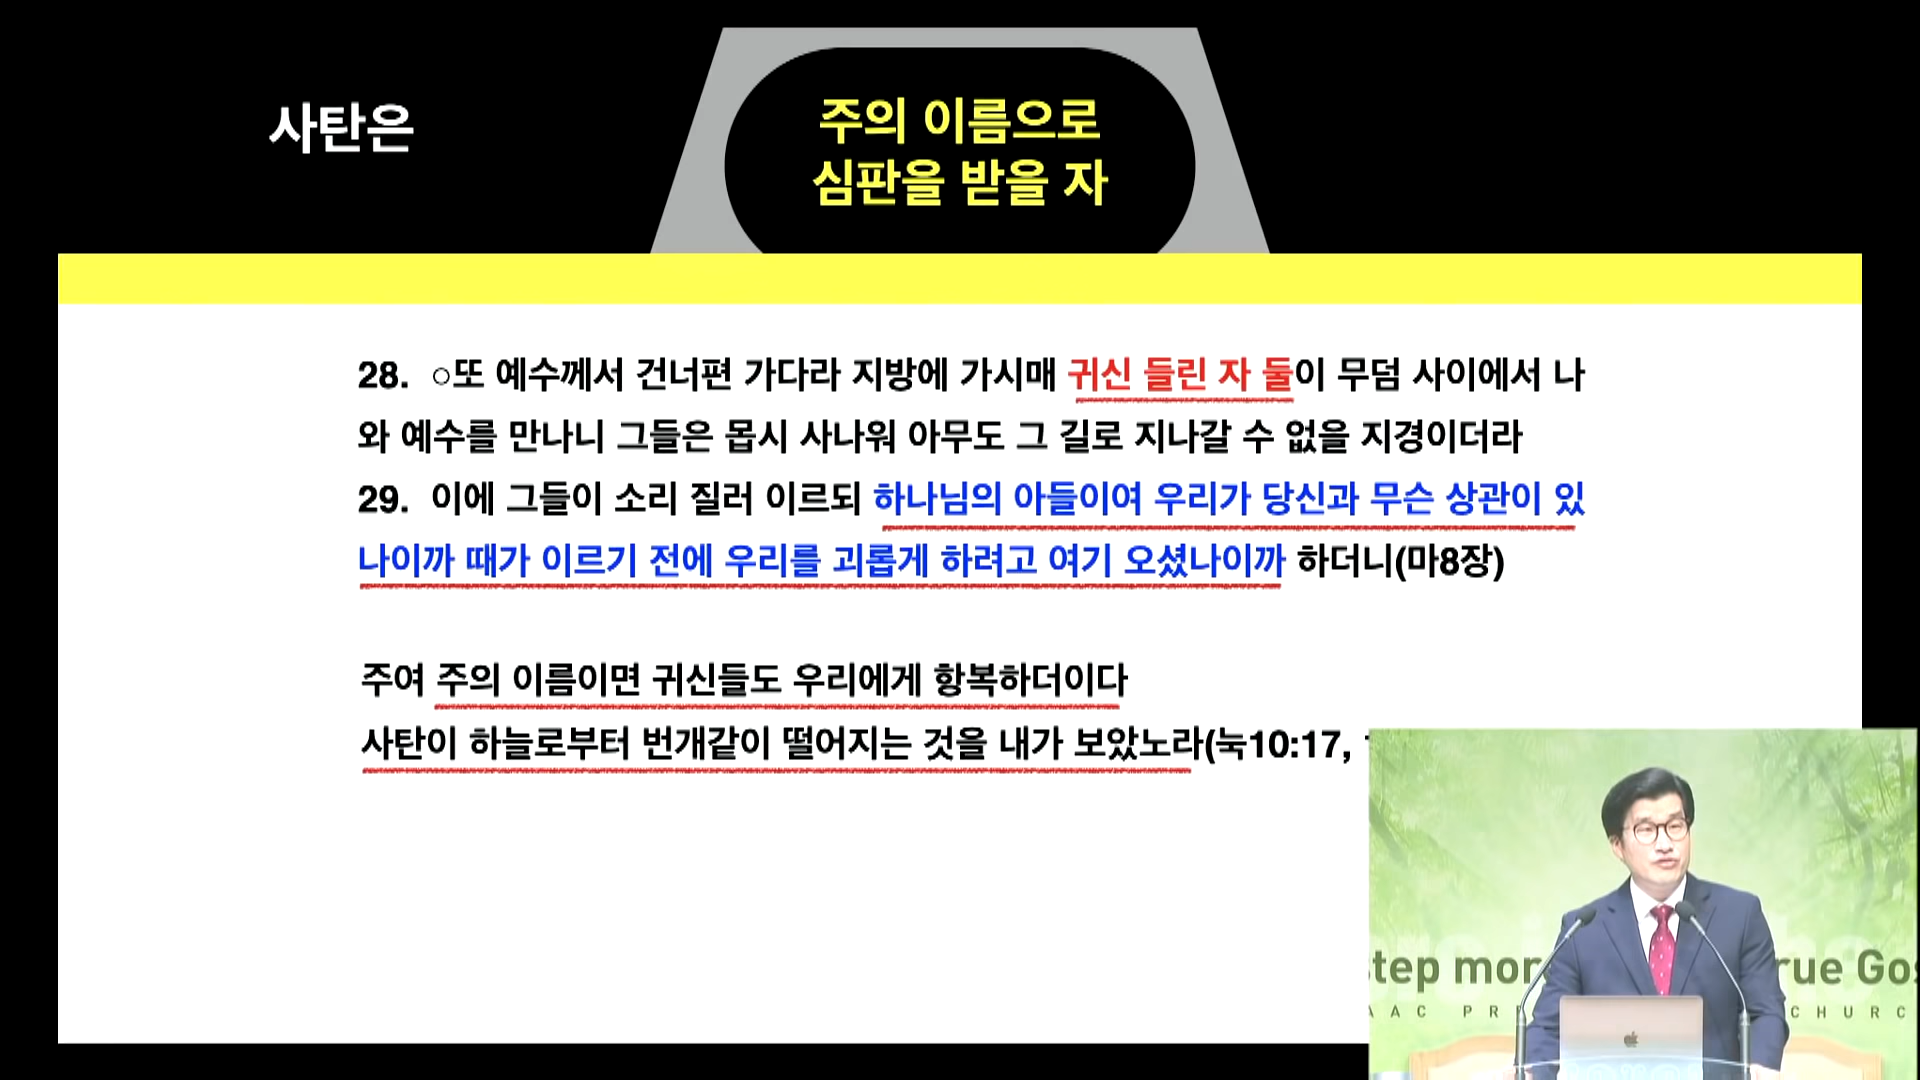 사탄은
주의 이름으로
심판을 받을 자
28. ○또 예수께서 건너편 가다라 지방에 가시매 귀신 들린 자 둘이 무덤 사이에서 나
와 예수를 만나니 그들은 몹시 사나워 아무도 그 길로 지나갈 수 없을 지경이더라
29. 이에 그들이 소리 질러 이르되 하나님의 아들이여 우리가 당신과 무슨 상관이 있
나이까 때가 이르기 전에 우리를 괴롭게 하려고 여기 오셨나이까 하더니(마8장)
주여 주의 이름이면 귀신들도 우리에게 항복하더이다
사탄이 하늘로부터 번개같이 떨어지는 것을 내가 보았노라(눅10:17,
step mor rue Gos
AAC PR CHURC